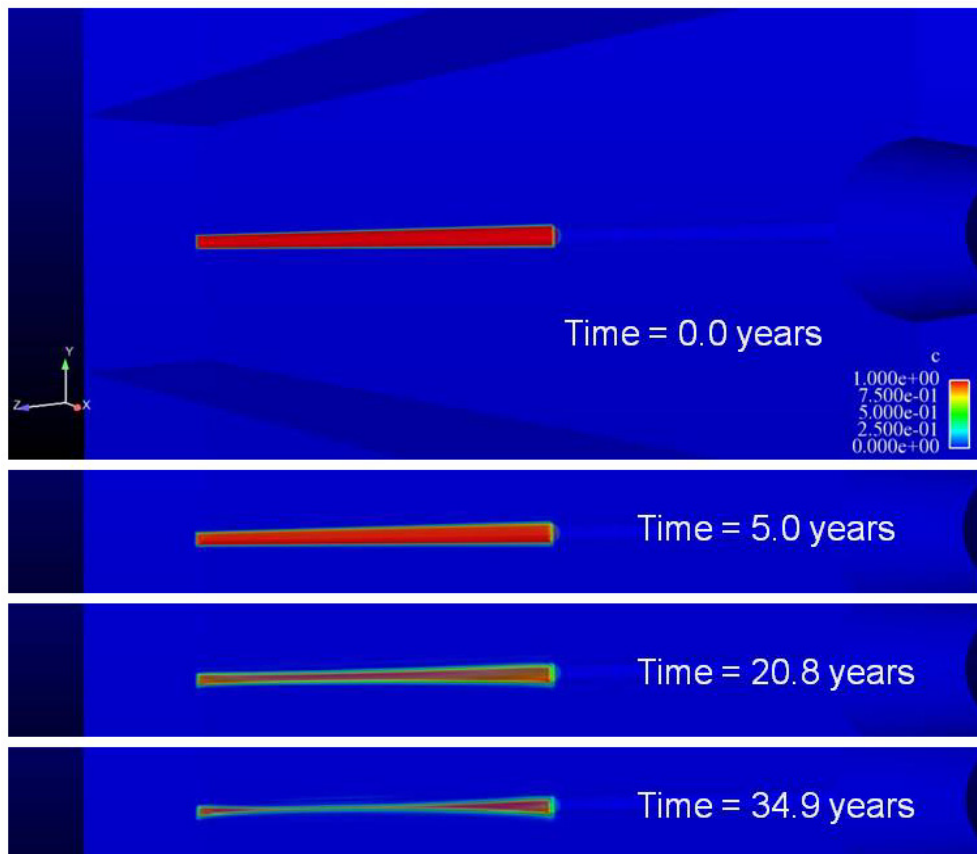 Time = 0.0 years
Y
Z
X
c
1.000e+00
7.500e-01
5.000e-01
2.500e-01
0.000e+00
Time = 5.0 years
Time = 20.8 years
Time = 34.9 years